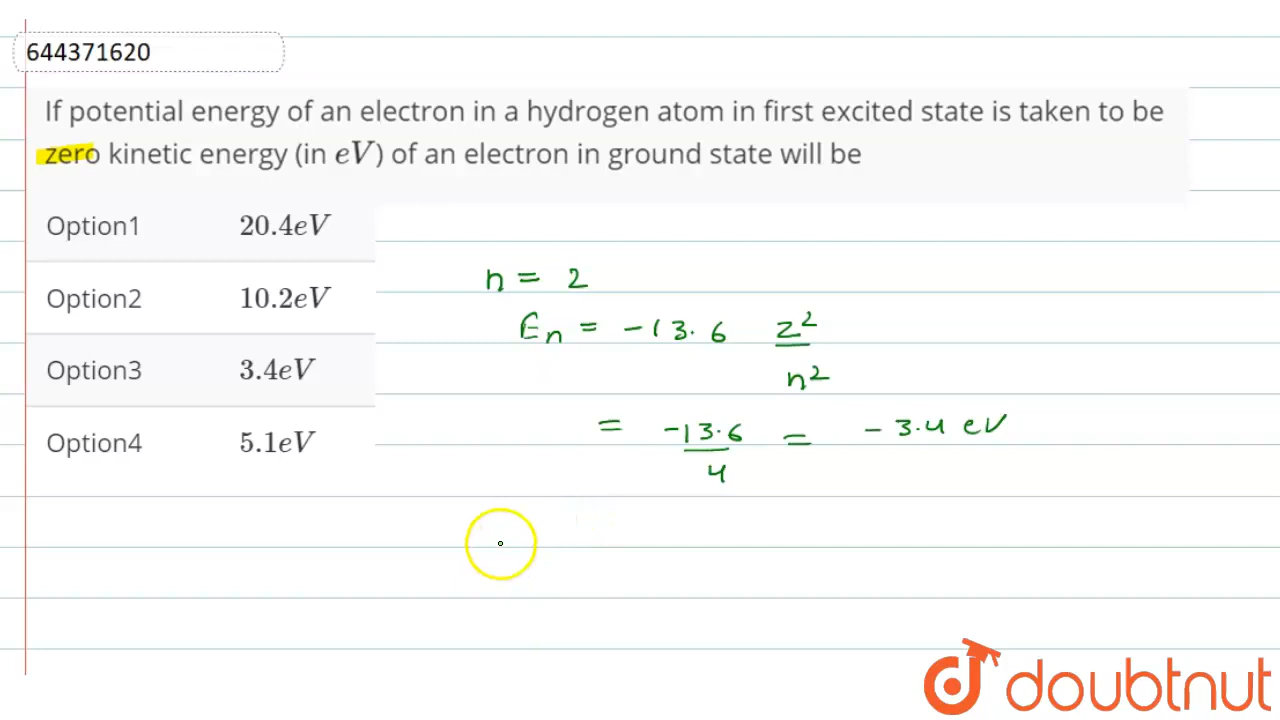 644371620
If potential energy of an electron in a hydrogen atom in first excited state is taken to be
zero kinetic energy (in eV) of an electron in ground state will be
Option1 20.4eV
Option2 10.2eV
Option3 3.4eV
Option4 5.1eV
n = 2
En = -13.6 z²/n²
= -13.6/4 = -3.4 eV
doubtnut